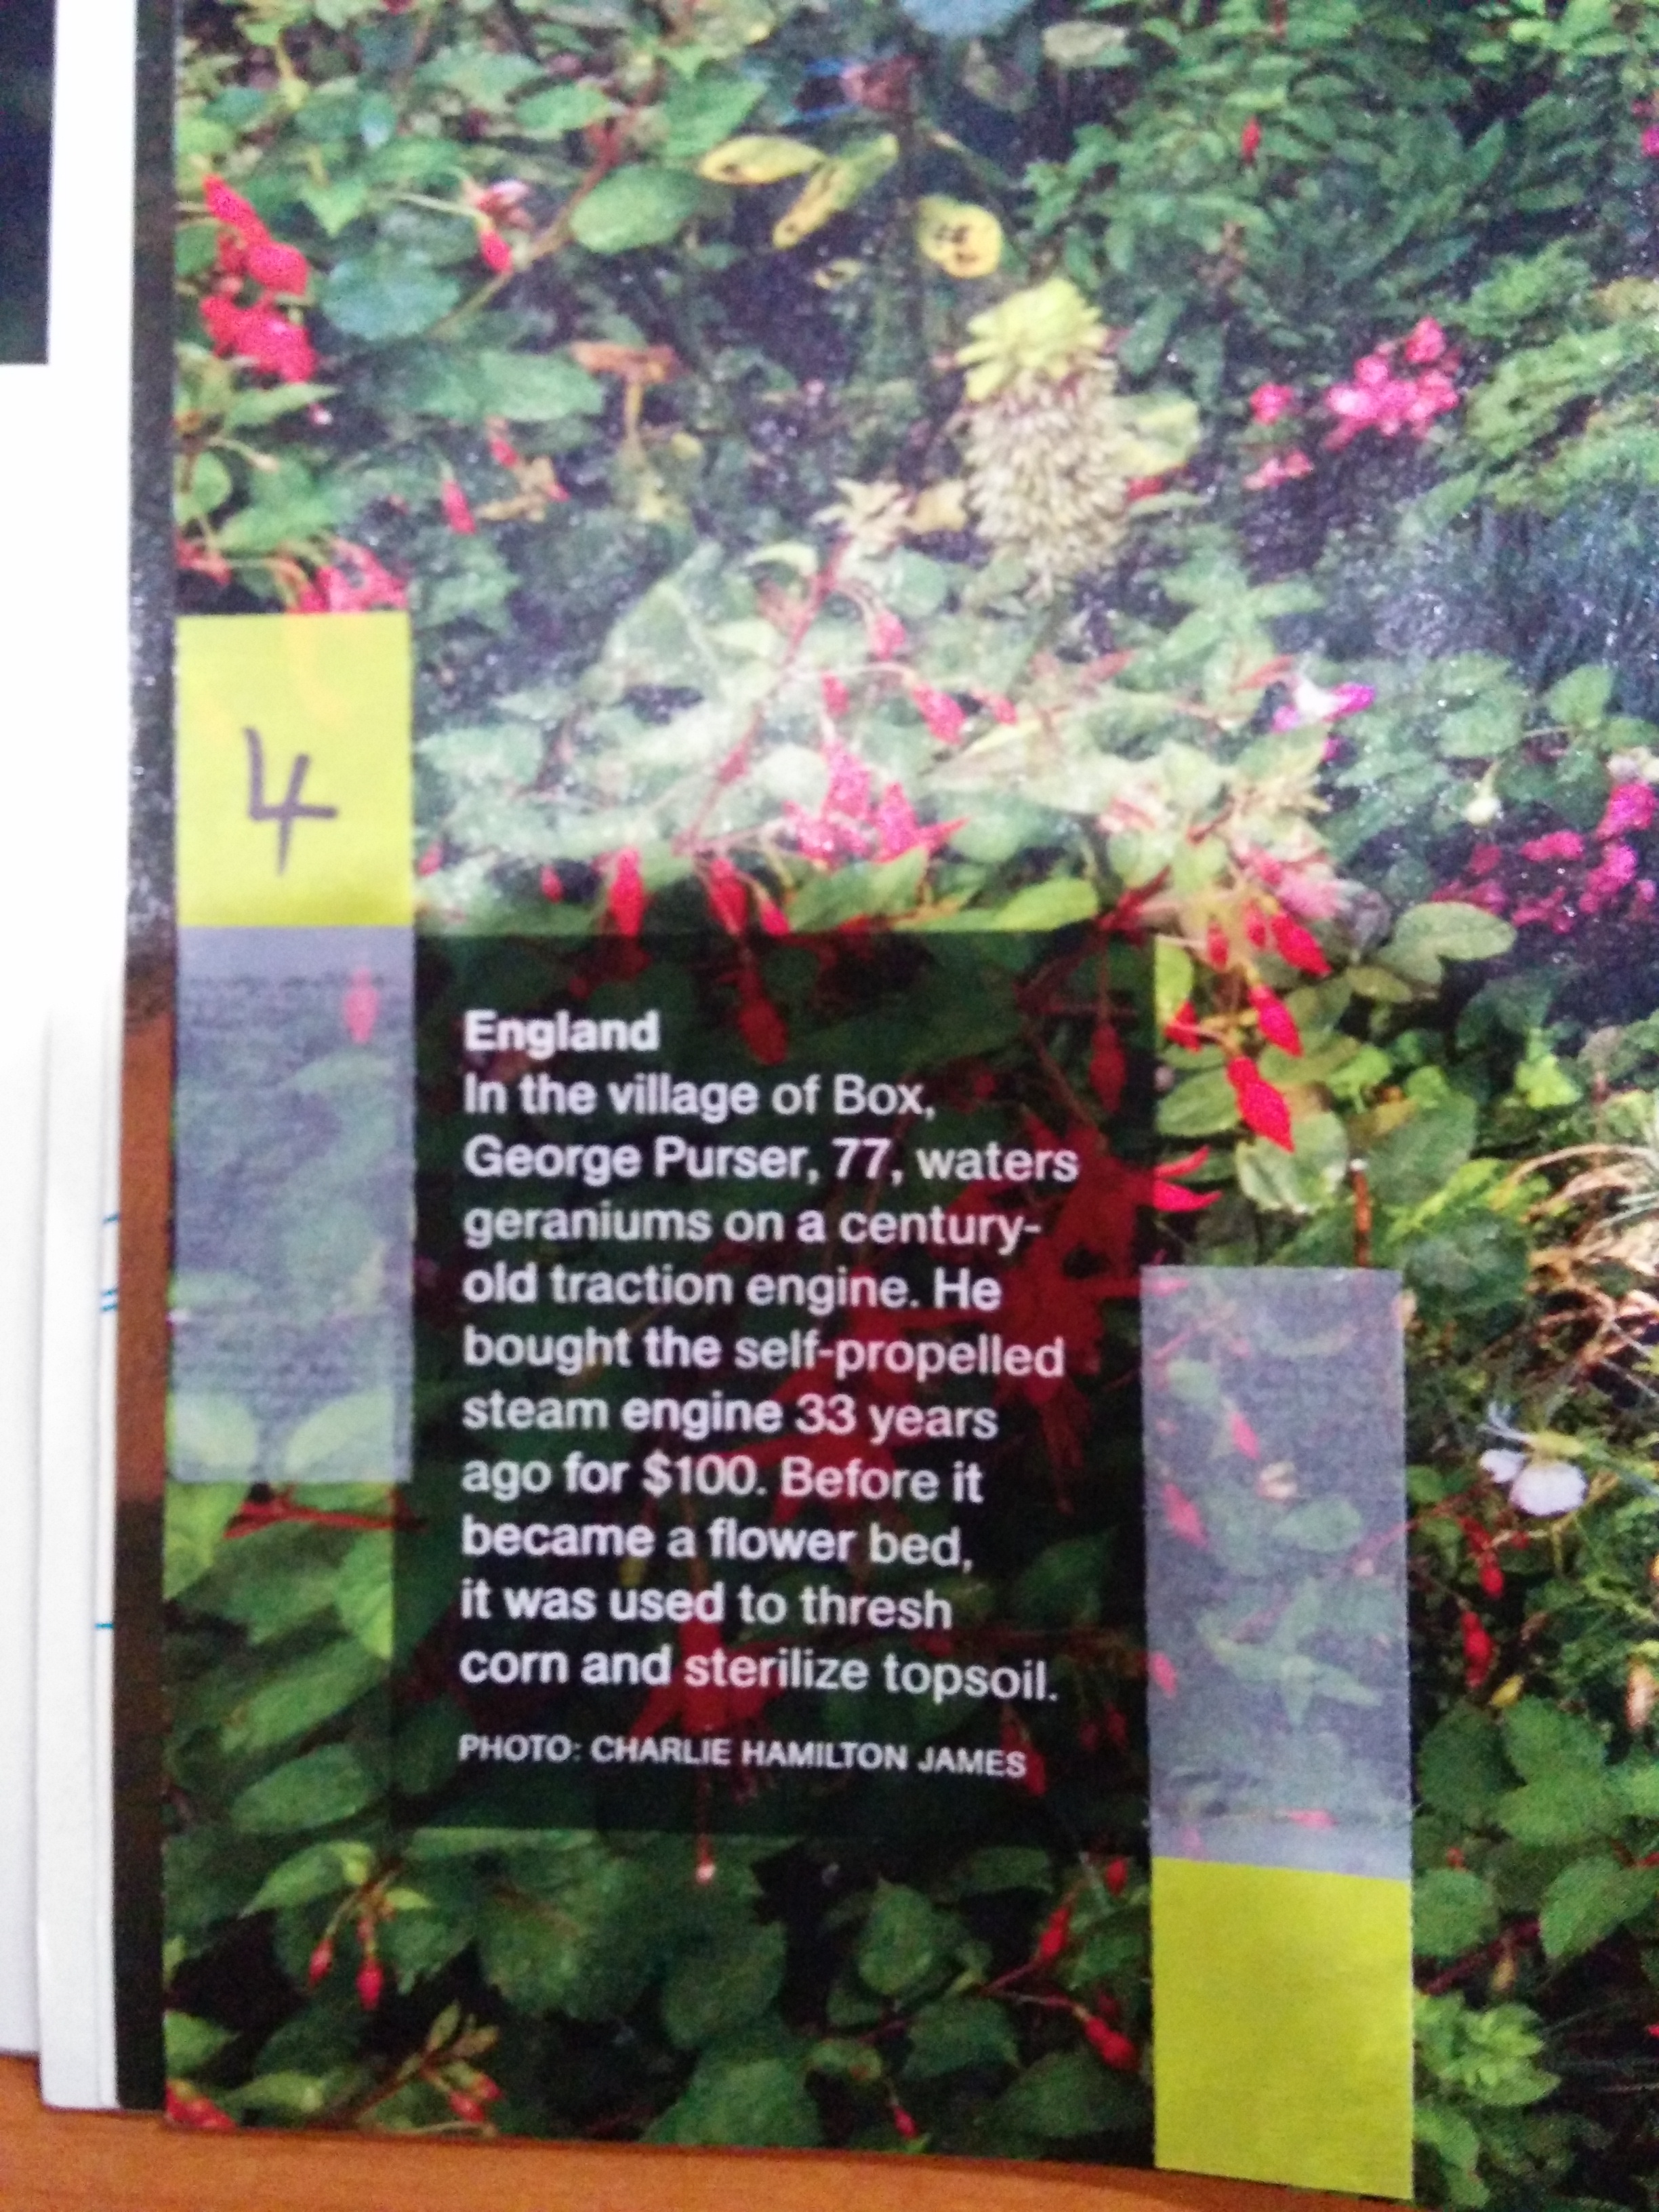 4
England
In the village of Box,
George Purser, 77, waters
geraniums on a century-
old traction engine. He
bought the self-propelled
steam engine 33 years
ago for $100. Before it
became a flower bed,
it was used to thresh
corn and sterilize topsoil.
PHOTO: CHARLIE HAMILTON JAMES